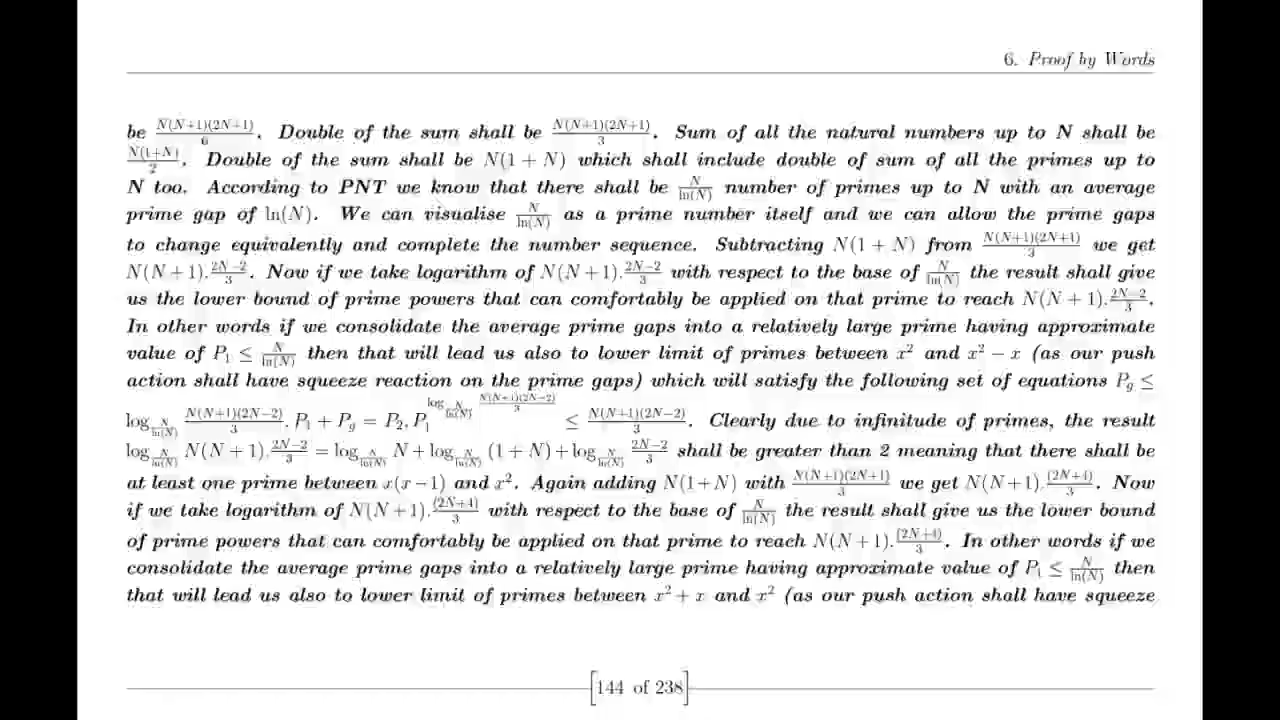 6. Proof by Words
be N(N+1)(2N+1)/6. Double of the sum shall be N(N+1)(2N+1)/3. Sum of all the natural numbers up to N shall be
N(1+N)/2. Double of the sum shall be N(1 + N) which shall include double of sum of all the primes up to
N too. According to PNT we know that there shall be N/ln(N) number of primes up to N with an average
prime gap of ln(N). We can visualise N/ln(N) as a prime number itself and we can allow the prime gaps
to change equivalently and complete the number sequence. Subtracting N(1 + N) from N(N+1)(2N+1)/3 we get
N(N + 1).2N−2/3. Now if we take logarithm of N(N + 1).2N−2/3 with respect to the base of N/ln(N) the result shall give
us the lower bound of prime powers that can comfortably be applied on that prime to reach N(N + 1).2N−2/3.
In other words if we consolidate the average prime gaps into a relatively large prime having approximate
value of P₁ ≤ N/ln(N) then that will lead us also to lower limit of primes between x² and x² − x (as our push
action shall have squeeze reaction on the prime gaps) which will satisfy the following set of equations P_g ≤
log_{N/ln(N)} N(N+1)(2N−2)/3. P₁ + P_g = P₂, P₁^{log_{N/ln(N)} N(N+1)(2N−2)/3} ≤ N(N+1)(2N−2)/3. Clearly due to infinitude of primes, the result
log_{N/ln(N)} N(N + 1).2N−2/3 = log_{N/ln(N)} N + log_{N/ln(N)} (1 + N) + log_{N/ln(N)} 2N−2/3 shall be greater than 2 meaning that there shall be
at least one prime between x(x − 1) and x². Again adding N(1+N) with N(N+1)(2N+1)/3 we get N(N+1).(2N+4)/3. Now
if we take logarithm of N(N + 1).(2N+4)/3 with respect to the base of N/ln(N) the result shall give us the lower bound
of prime powers that can comfortably be applied on that prime to reach N(N + 1).(2N+4)/3. In other words if we
consolidate the average prime gaps into a relatively large prime having approximate value of P₁ ≤ N/ln(N) then
that will lead us also to lower limit of primes between x² + x and x² (as our push action shall have squeeze
144 of 238